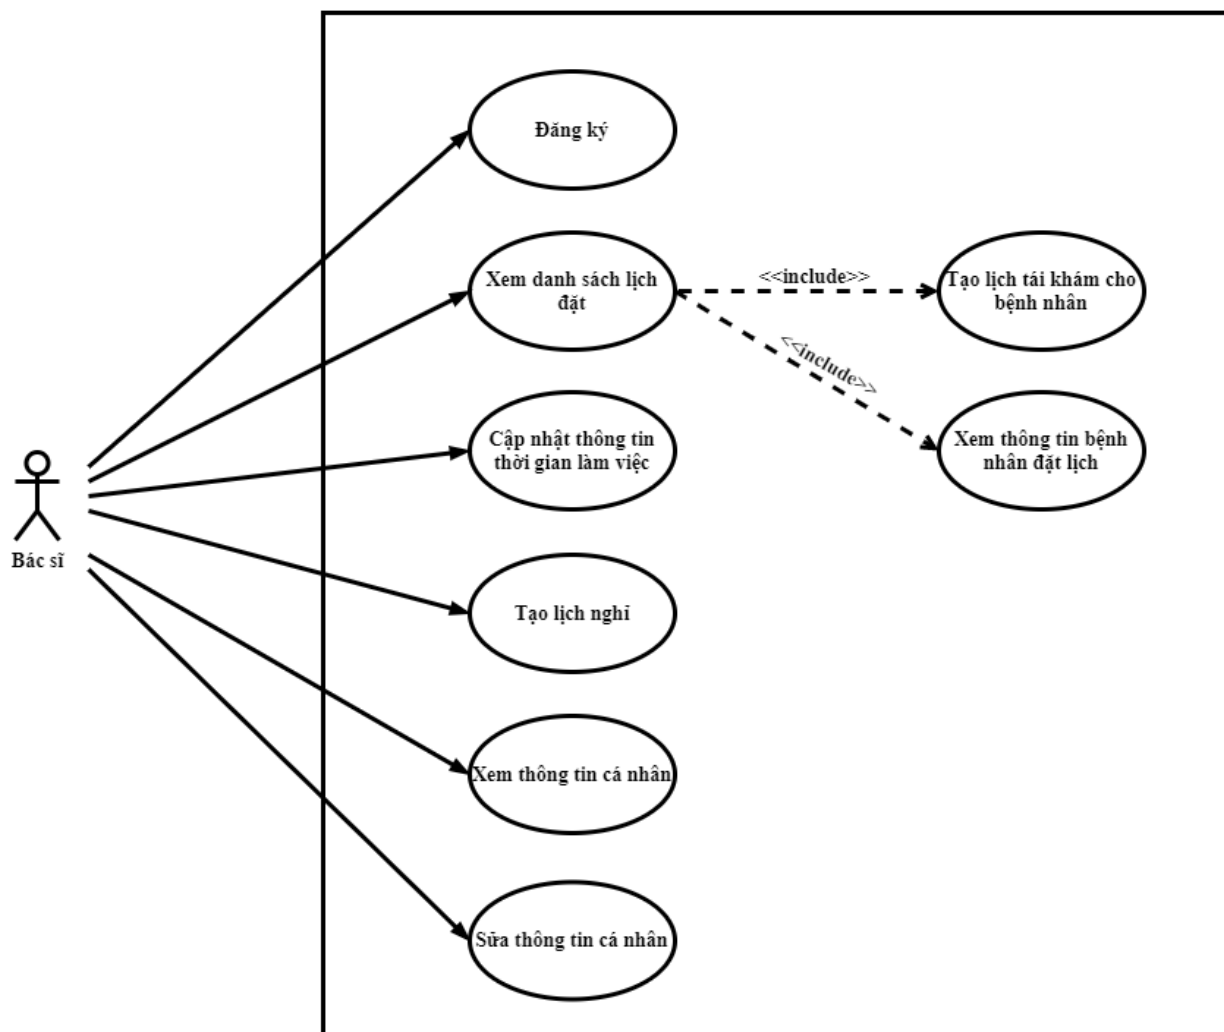 Đăng ký
Xem danh sách lịch
đặt
<<include>>
Tạo lịch tái khám cho
bệnh nhân
<<include>>
Cập nhật thông tin
thời gian làm việc
Xem thông tin bệnh
nhân đặt lịch
Bác sĩ
Tạo lịch nghỉ
Xem thông tin cá nhân
Sửa thông tin cá nhân